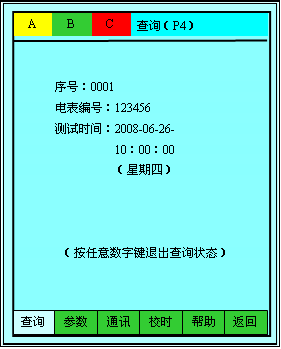 A B C 查询(P4)
序号：0001
电表编号：123456
测试时间：2008-06-26-
10：00：00
(星期四)
(按任意数字键退出查询状态)
查询 参数 通讯 校时 帮助 返回